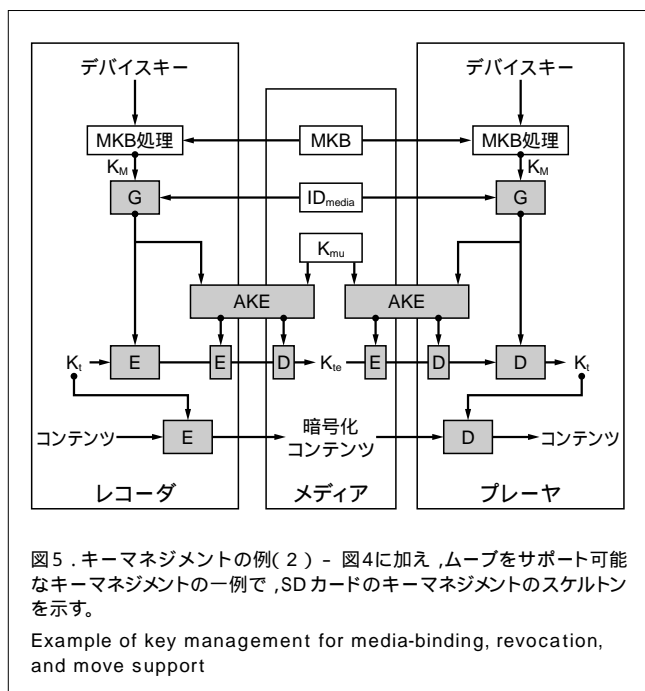 デバイスキー デバイスキー
MKB処理 MKB MKB処理
KM KM
G IDmedia G
Kmu
AKE AKE
Kt E E D Kte E D D Kt
コンテンツ E 暗号化 D コンテンツ
コンテンツ
レコーダ メディア プレーヤ
図5．キーマネジメントの例(2) - 図4に加え,ムーブをサポート可能
なキーマネジメントの一例で,SDカードのキーマネジメントのスケルトン
を示す。
Example of key management for media-binding, revocation,
and move support